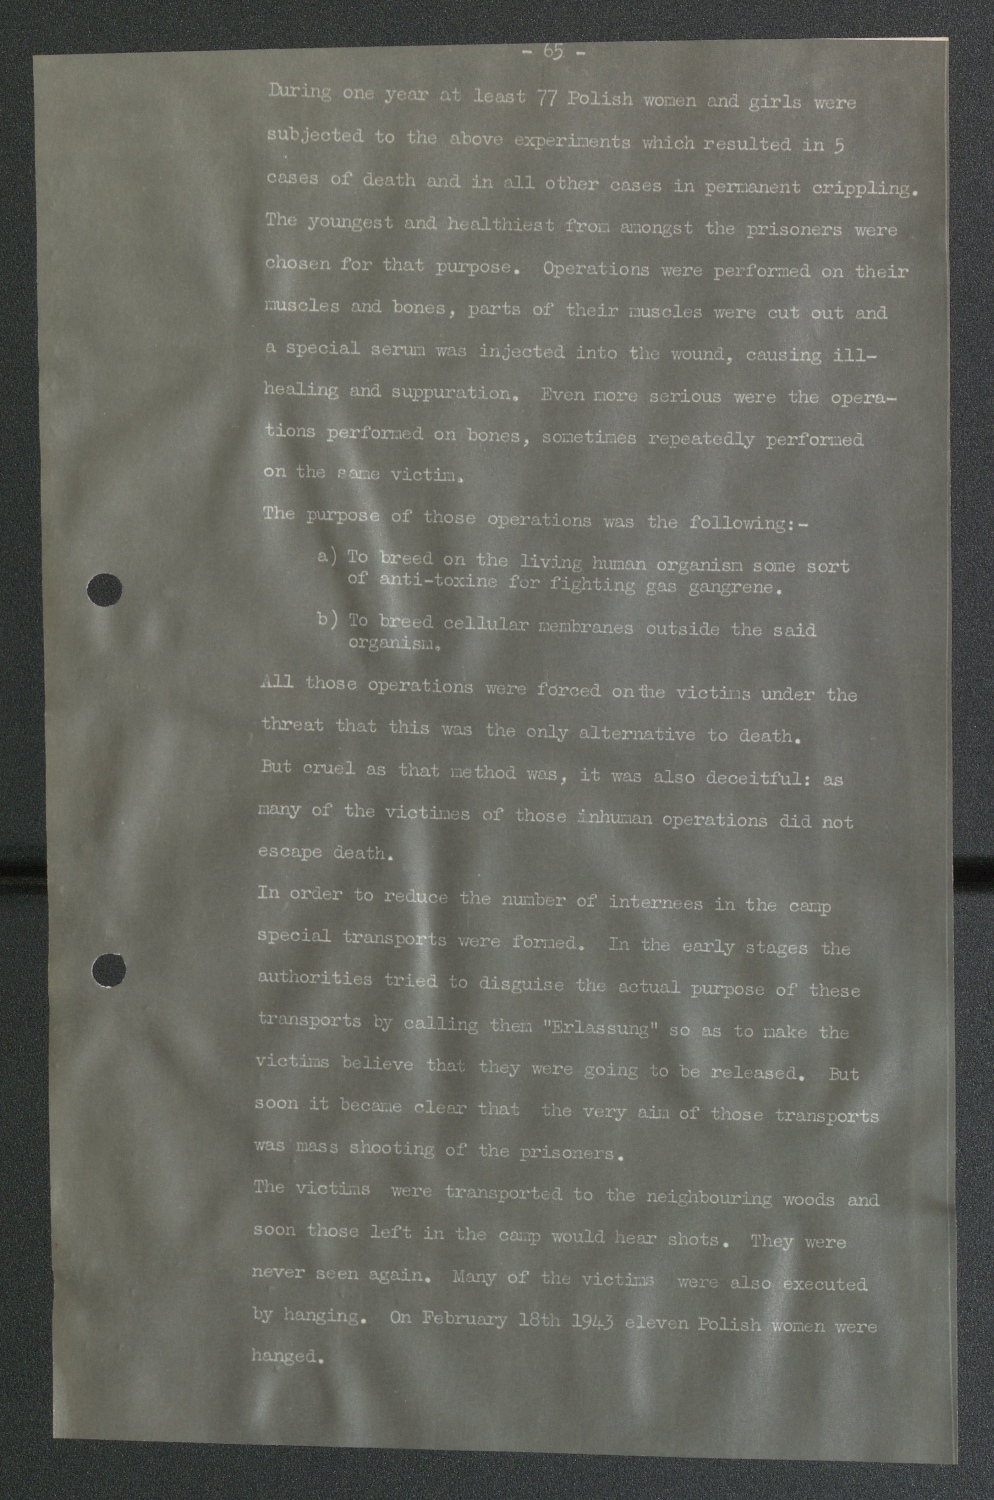 - 65 -
During one year at least 77 Polish women and girls were
subjected to the above experiments which resulted in 5
cases of death and in all other cases in permanent crippling.
The youngest and healthiest from amongst the prisoners were
chosen for that purpose.  Operations were performed on their
muscles and bones, parts of their muscles were cut out and
a special serum was injected into the wound, causing ill-
healing and suppuration.  Even more serious were the opera-
tions performed on bones, sometimes repeatedly performed
on the same victim.
The purpose of those operations was the following:-
a) To breed on the living human organism some sort
of anti-toxine for fighting gas gangrene.
b) To breed cellular membranes outside the said
organism.
All those operations were forced on the victims under the
threat that this was the only alternative to death.
But cruel as that method was, it was also deceitful: as
many of the victimes of those inhuman operations did not
escape death.
In order to reduce the number of internees in the camp
special transports were formed.  In the early stages the
authorities tried to disguise the actual purpose of these
transports by calling them "Erlassung" so as to make the
victims believe that they were going to be released.  But
soon it became clear that  the very aim of those transports
was mass shooting of the prisoners.
The victims  were transported to the neighbouring woods and
soon those left in the camp would hear shots.  They were
never seen again.  Many of the victims  were also executed
by hanging.  On February 18th 1943 eleven Polish women were
hanged.